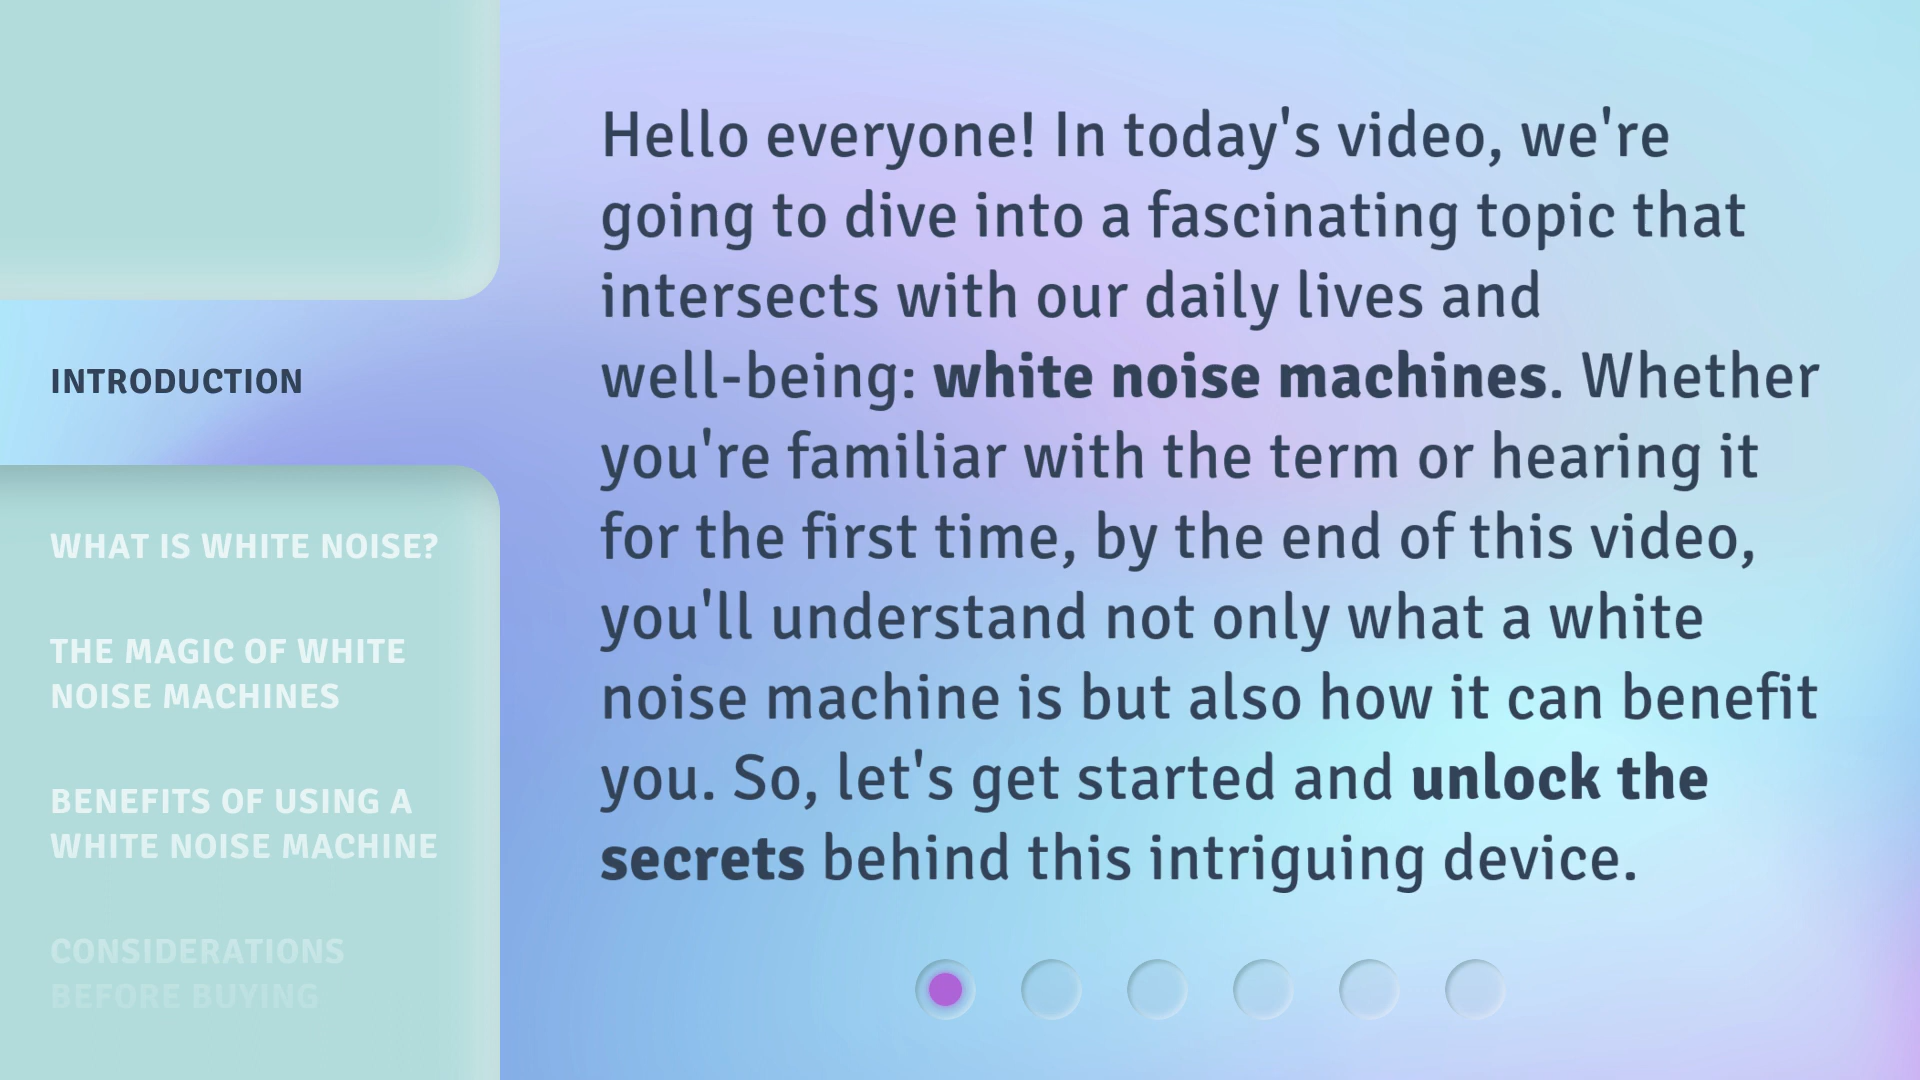 INTRODUCTION
WHAT IS WHITE NOISE?
THE MAGIC OF WHITE
NOISE MACHINES
BENEFITS OF USING A
WHITE NOISE MACHINE
CONSIDERATIONS
BEFORE BUYING
Hello everyone! In today's video, we're
going to dive into a fascinating topic that
intersects with our daily lives and
well-being: white noise machines. Whether
you're familiar with the term or hearing it
for the first time, by the end of this video,
you'll understand not only what a white
noise machine is but also how it can benefit
you. So, let's get started and unlock the
secrets behind this intriguing device.